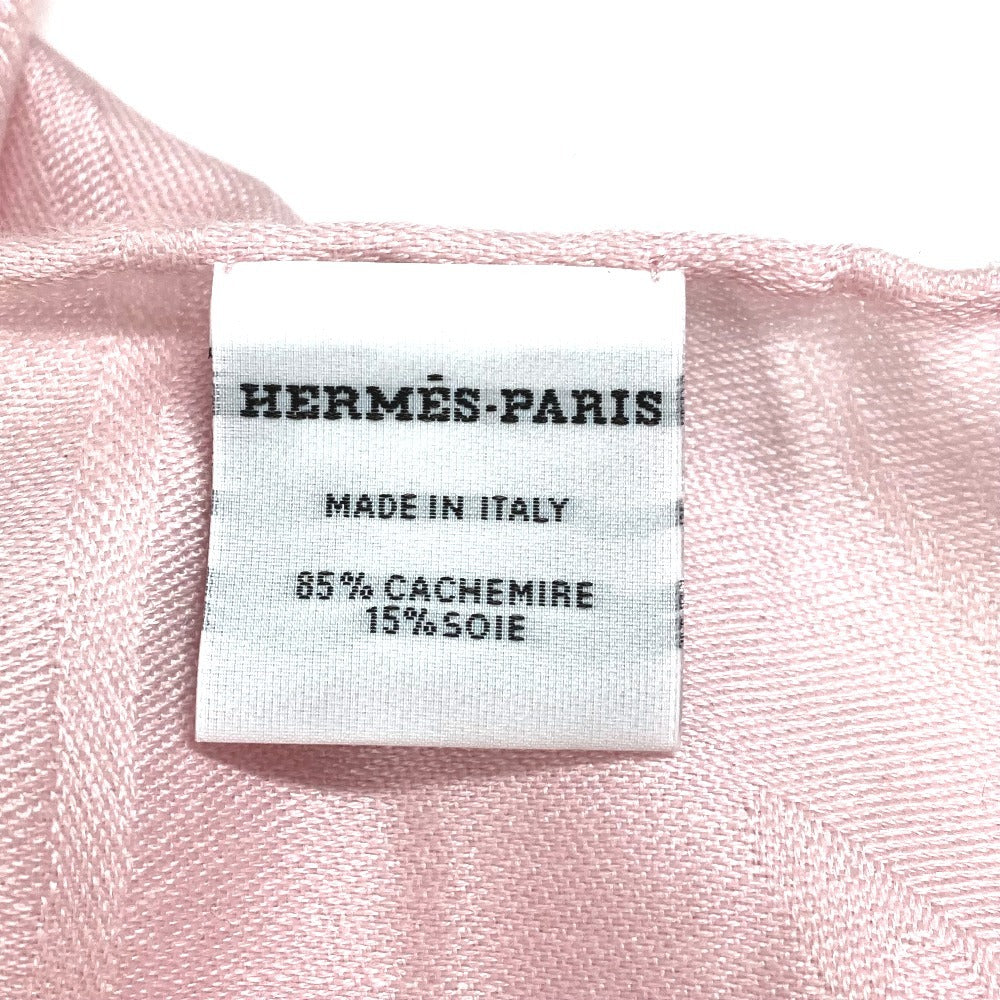 HERMÈS-PARIS
MADE IN ITALY
85% CACHEMIRE
15% SOIE